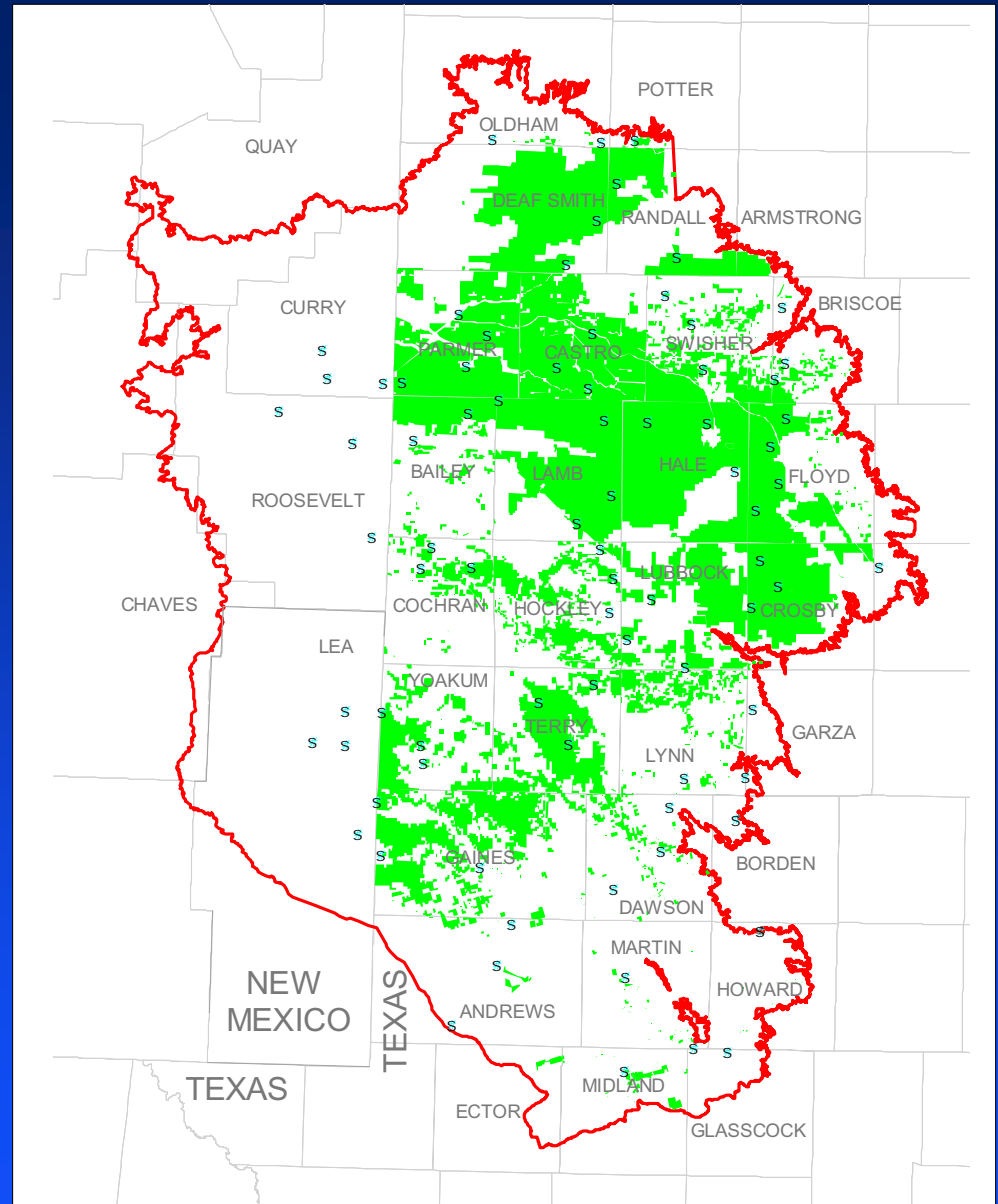 POTTER
OLDHAM
QUAY
DEAF SMITH
RANDALL
ARMSTRONG
CURRY
BRISCOE
SWISHER
PARMER
CASTRO
BAILEY
LAMB
HALE
FLOYD
ROOSEVELT
LUBBOCK
CHAVES
COCHRAN
HOCKLEY
CROSBY
LEA
YOAKUM
TERRY
GARZA
LYNN
GAINES
BORDEN
DAWSON
MARTIN
NEW
MEXICO
TEXAS
HOWARD
ANDREWS
TEXAS
MIDLAND
ECTOR
GLASSCOCK